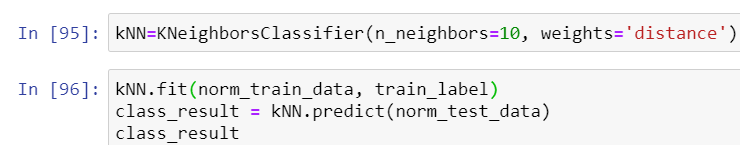 In [95]: kNN=KNeighborsClassifier(n_neighbors=10, weights='distance')
In [96]: kNN.fit(norm_train_data, train_label)
class_result = kNN.predict(norm_test_data)
class_result